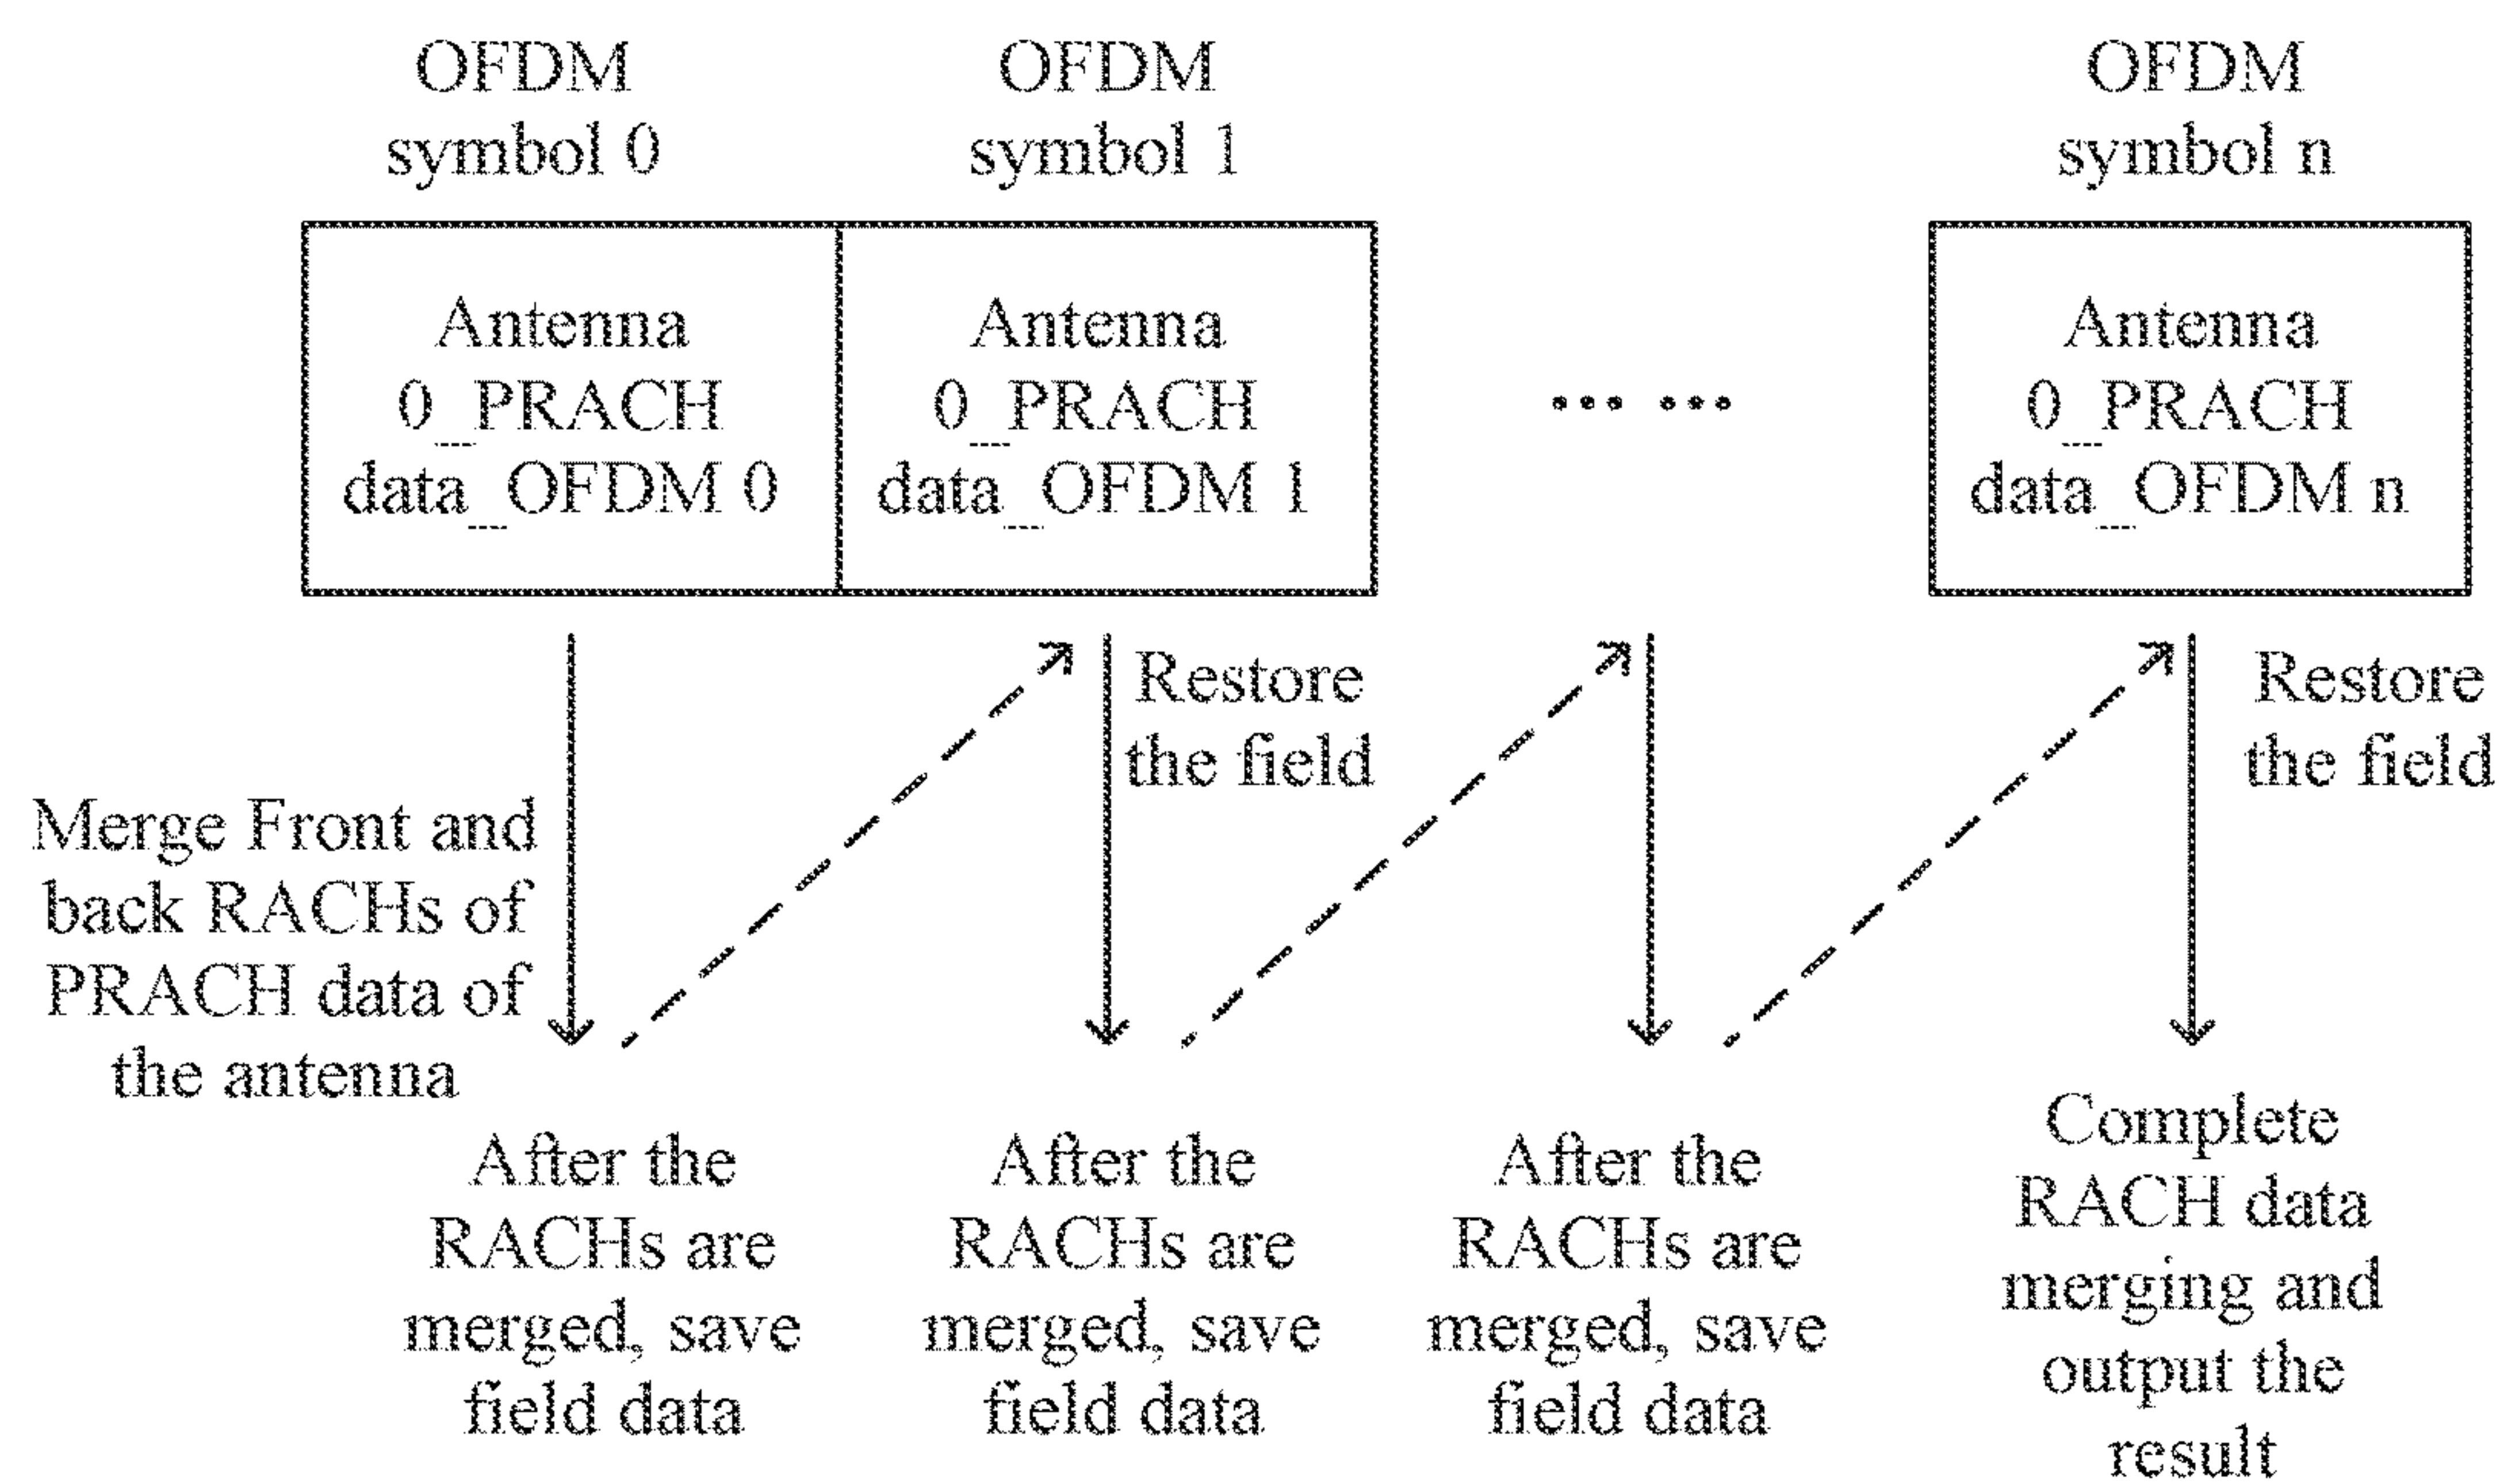 OFDM
symbol 0
OFDM
symbol 1
OFDM
symbol n
Antenna
0_PRACH
data_OFDM 0
Antenna
0_PRACH
data_OFDM 1
... ...
Antenna
0_PRACH
data_OFDM n
Restore
the field
Restore
the field
Merge Front and
back RACHs of
PRACH data of
the antenna
After the
RACHs are
merged, save
field data
After the
RACHs are
merged, save
field data
After the
RACHs are
merged, save
field data
Complete
RACH data
merging and
output the
result